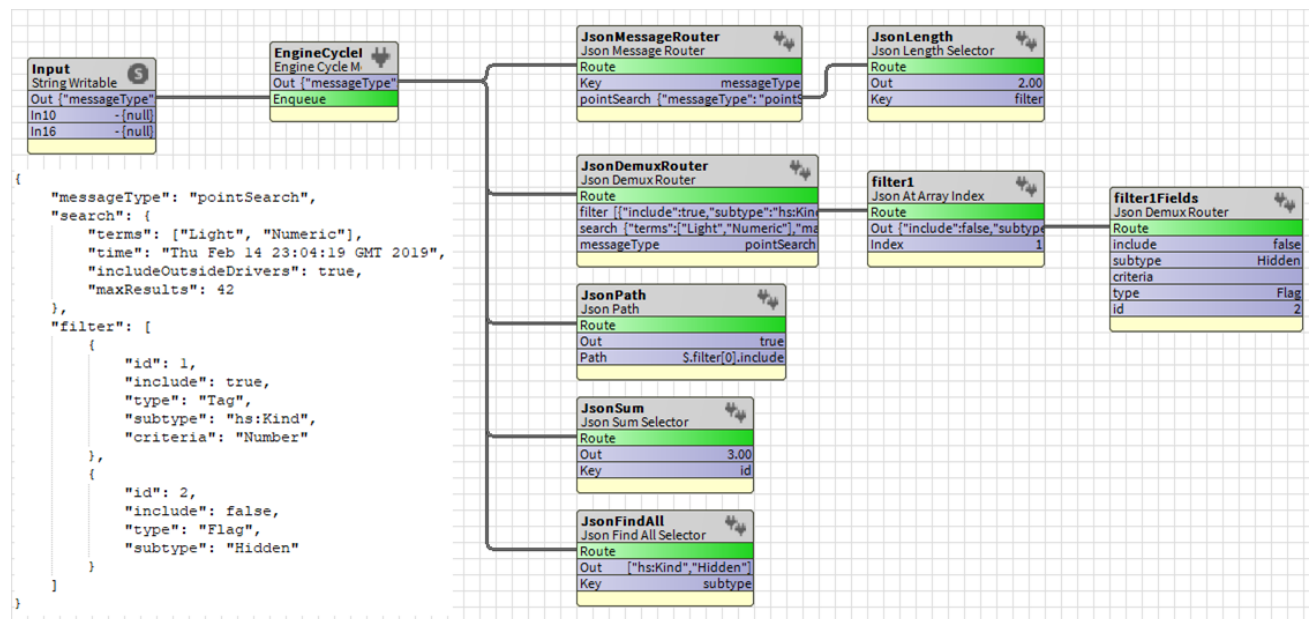 Input
String Writable
Out {"messageType"
In10 - {null}
In16 - {null}
EngineCycleI
Engine Cycle M
Out {"messageType"
Enqueue
JsonMessageRouter
Json Message Router
Route
Key messageType
pointSearch {"messageType": "pointS
JsonLength
Json Length Selector
Route
Out 2.00
Key filter
JsonDemuxRouter
Json Demux Router
Route
filter [{"include":true,"subtype":"hs:Kin
search {"terms":["Light","Numeric"],"ma
messageType pointSearch
filter1
Json At Array Index
Route
Out {"include":false,"subtype
Index 1
filter1Fields
Json Demux Router
Route
include false
subtype Hidden
criteria
type Flag
id 2
JsonPath
Json Path
Route
Out true
Path $.filter[0].include
JsonSum
Json Sum Selector
Route
Out 3.00
Key id
JsonFindAll
Json Find All Selector
Route
Out ["hs:Kind","Hidden"]
Key subtype
{
"messageType": "pointSearch",
"search": {
"terms": ["Light", "Numeric"],
"time": "Thu Feb 14 23:04:19 GMT 2019",
"includeOutsideDrivers": true,
"maxResults": 42
},
"filter": [
{
"id": 1,
"include": true,
"type": "Tag",
"subtype": "hs:Kind",
"criteria": "Number"
},
{
"id": 2,
"include": false,
"type": "Flag",
"subtype": "Hidden"
}
]
}